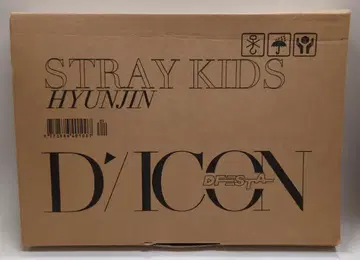 STRAY KIDS
HYUNJIN
D'/ICON
DFESTA